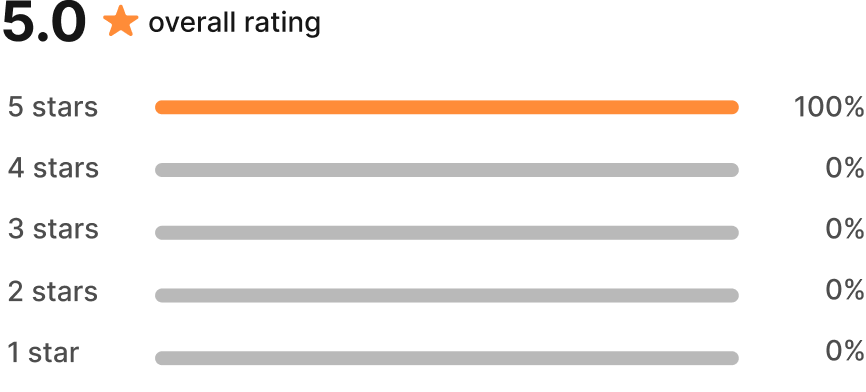 5.0 overall rating
5 stars 100%
4 stars 0%
3 stars 0%
2 stars 0%
1 star 0%